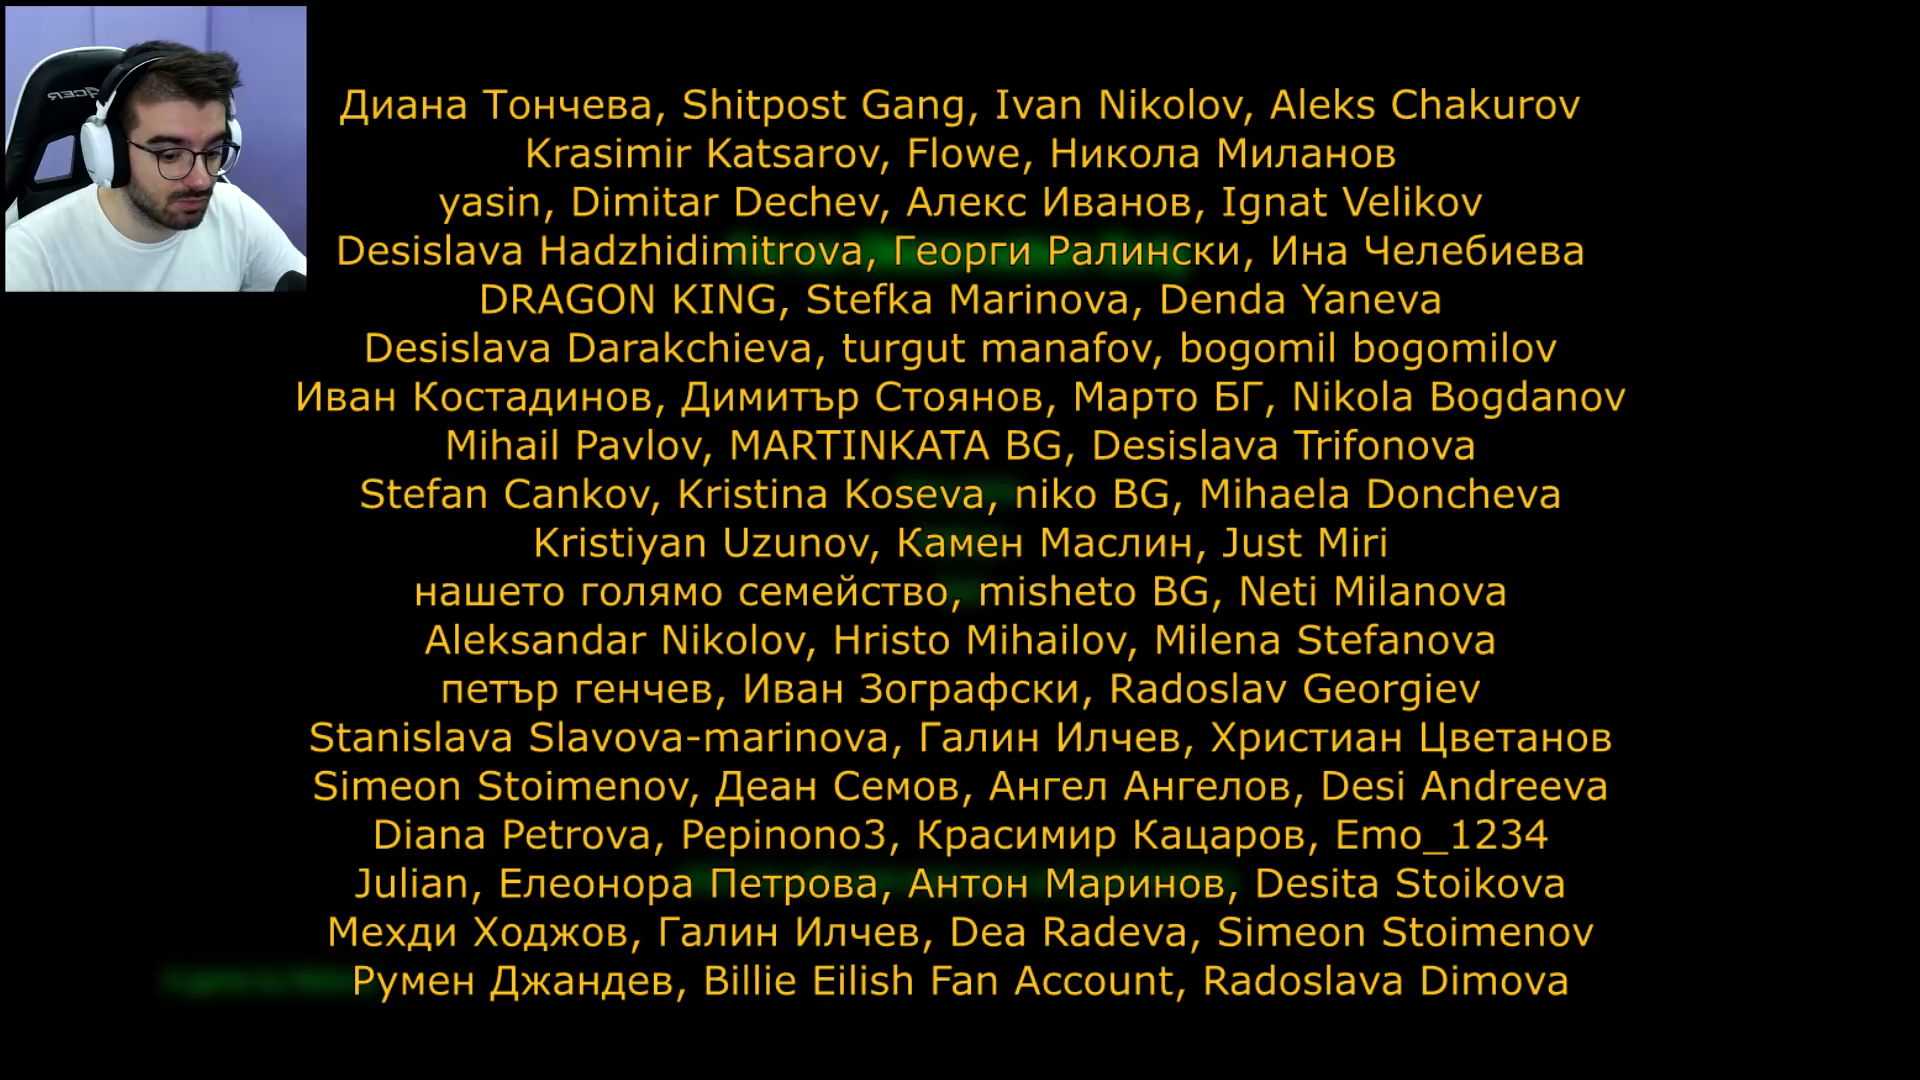 Диана Тончева, Shitpost Gang, Ivan Nikolov, Aleks Chakurov
Krasimir Katsarov, Flowe, Никола Миланов
yasin, Dimitar Dechev, Алекс Иванов, Ignat Velikov
Desislava Hadzhidimitrova, Георги Ралински, Ина Челебиева
DRAGON KING, Stefka Marinova, Denda Yaneva
Desislava Darakchieva, turgut manafov, bogomil bogomilov
Иван Костадинов, Димитър Стоянов, Марто БГ, Nikola Bogdanov
Mihail Pavlov, MARTINKATA BG, Desislava Trifonova
Stefan Cankov, Kristina Koseva, niko BG, Mihaela Doncheva
Kristiyan Uzunov, Камен Маслин, Just Miri
нашето голямо семейство, misheto BG, Neti Milanova
Aleksandar Nikolov, Hristo Mihailov, Milena Stefanova
петър генчев, Иван Зографски, Radoslav Georgiev
Stanislava Slavova-marinova, Галин Илчев, Християн Цветанов
Simeon Stoimenov, Деан Семов, Ангел Ангелов, Desi Andreeva
Diana Petrova, Pepinono3, Красимир Кацаров, Emo_1234
Julian, Елеонора Петрова, Антон Маринов, Desita Stoikova
Мехди Ходжов, Галин Илчев, Dea Radeva, Simeon Stoimenov
Румен Джандев, Billie Eilish Fan Account, Radoslava Dimova